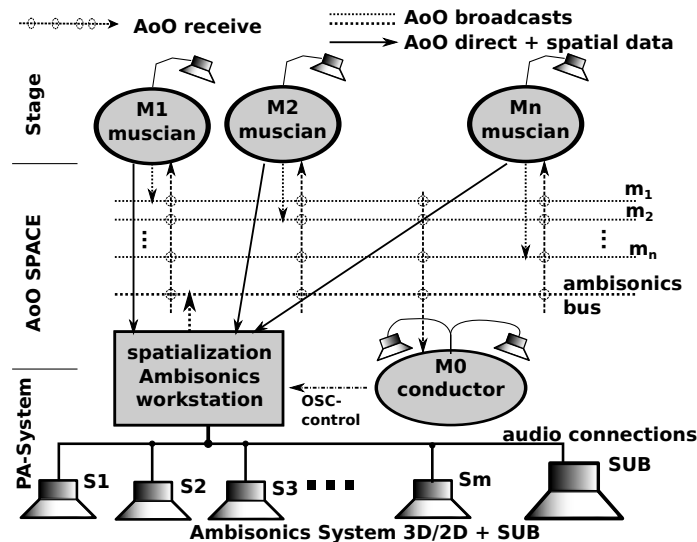 AoO receive
AoO broadcasts
AoO direct + spatial data
Stage
M1
muscian
M2
muscian
Mn
muscian
AoO SPACE
m1
m2
mn
ambisonics
bus
spatialization
Ambisonics
workstation
OSC-
control
M0
conductor
PA-System
audio connections
S1
S2
S3
Sm
SUB
Ambisonics System 3D/2D + SUB